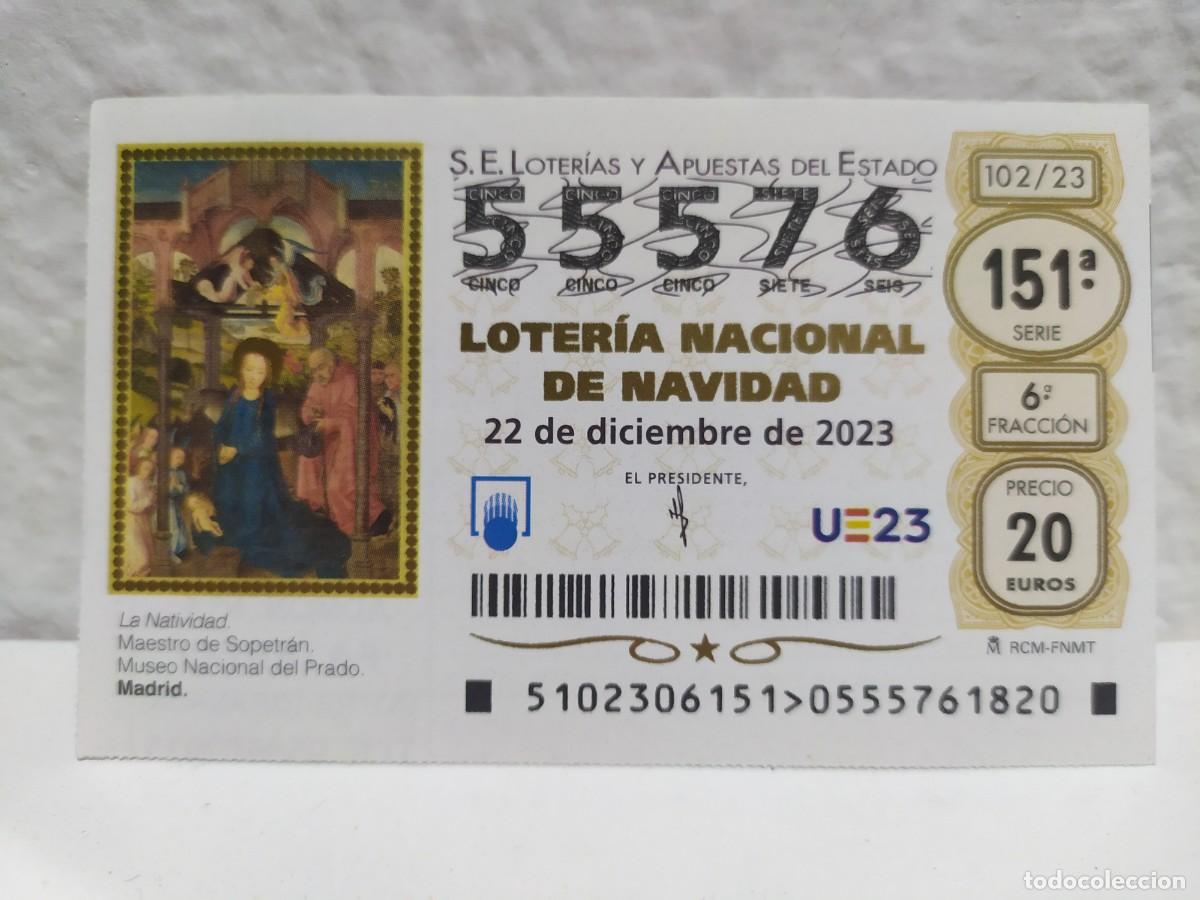 S.E. LOTERÍAS Y APUESTAS DEL ESTADO
CINCO CINCO CINCO SIETE SEIS
55576
CINCO CINCO CINCO SIETE SEIS
LOTERÍA NACIONAL
DE NAVIDAD
22 de diciembre de 2023
EL PRESIDENTE,
UE23
102/23
151ª
SERIE
6ª
FRACCIÓN
PRECIO
20
EUROS
RCM-FNMT
La Natividad.
Maestro de Sopetrán.
Museo Nacional del Prado.
Madrid.
5102306151>0555761820
todocoleccion